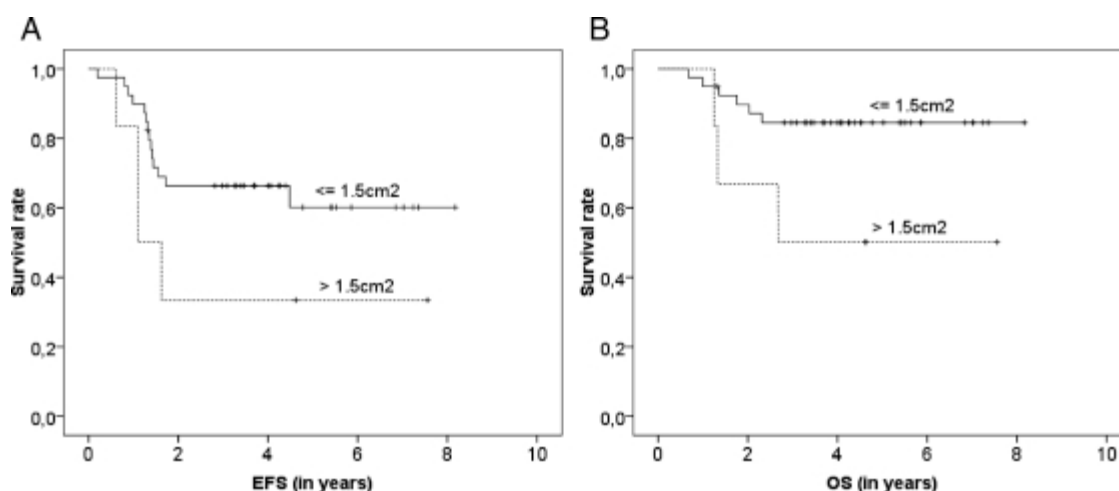 A
1,0
0,8
0,6
0,4
0,2
0,0
Survival rate
<= 1.5cm2
> 1.5cm2
0 2 4 6 8 10
EFS (in years)
B
1,0
0,8
0,6
0,4
0,2
0,0
Survival rate
<= 1.5cm2
> 1.5cm2
0 2 4 6 8 10
OS (in years)